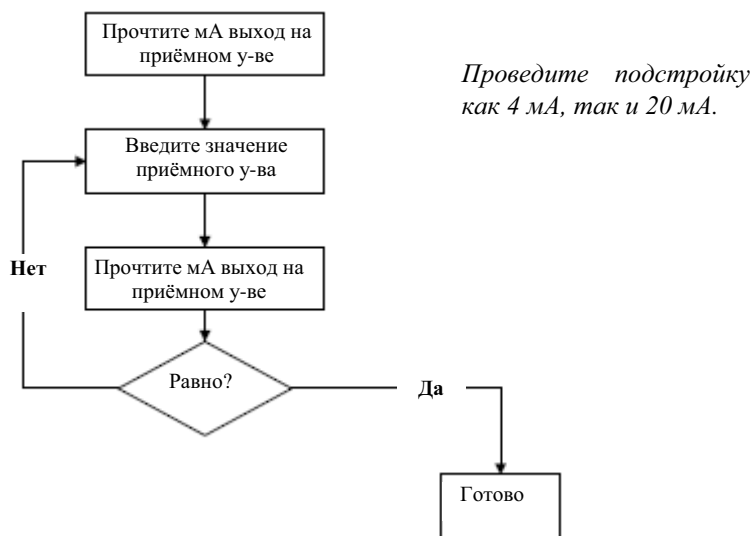 Прочтите мА выход на
приёмном у-ве
Проведите подстройку
как 4 мА, так и 20 мА.
Введите значение
приёмного у-ва
Нет
Прочтите мА выход на
приёмном у-ве
Равно?
Да
Готово